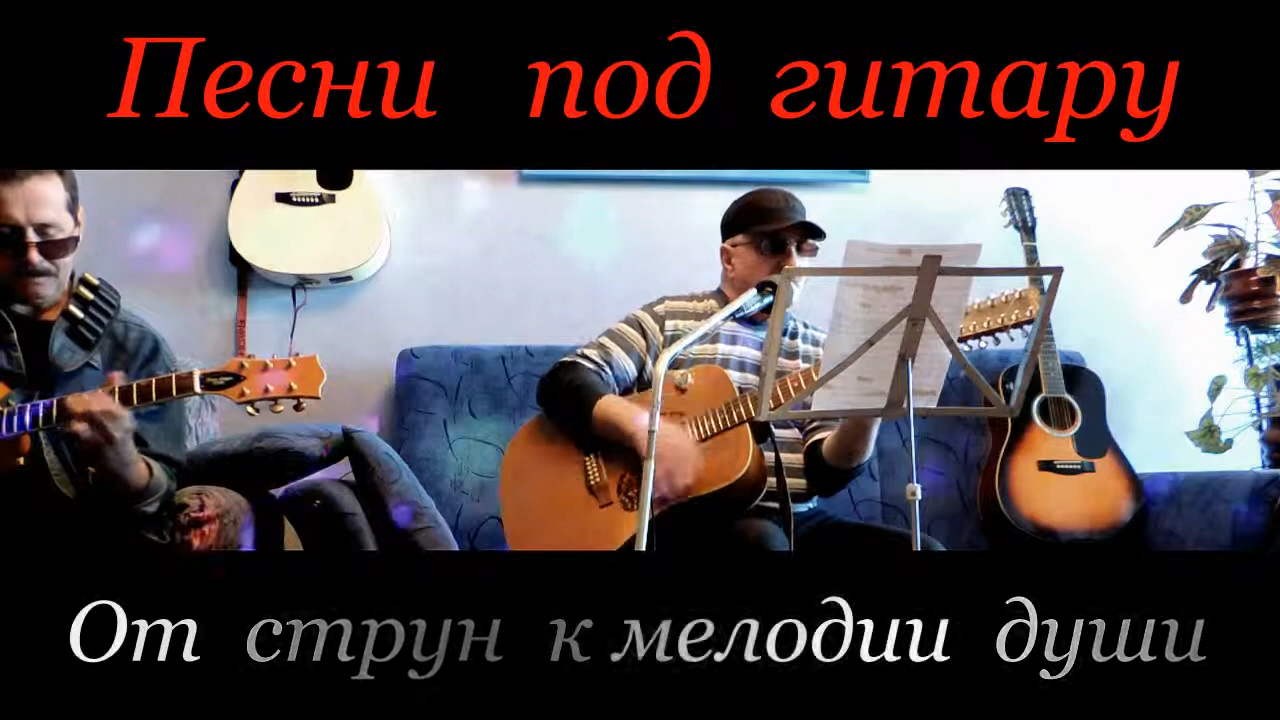 Песни под гитару
От струн к мелодии души